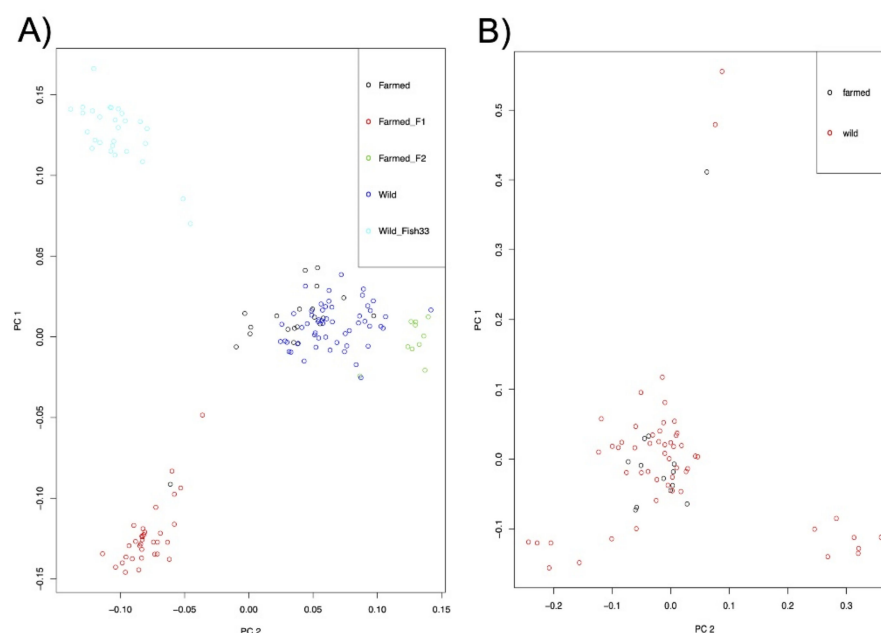 A)
Farmed
Farmed_F1
Farmed_F2
Wild
Wild_Fish33
PC 1
0.15
0.10
0.05
0.00
−0.05
−0.10
−0.15
−0.10 −0.05 0.00 0.05 0.10 0.15
PC 2
B)
farmed
wild
PC 1
0.5
0.4
0.3
0.2
0.1
0.0
−0.1
−0.2 −0.1 0.0 0.1 0.2 0.3
PC 2